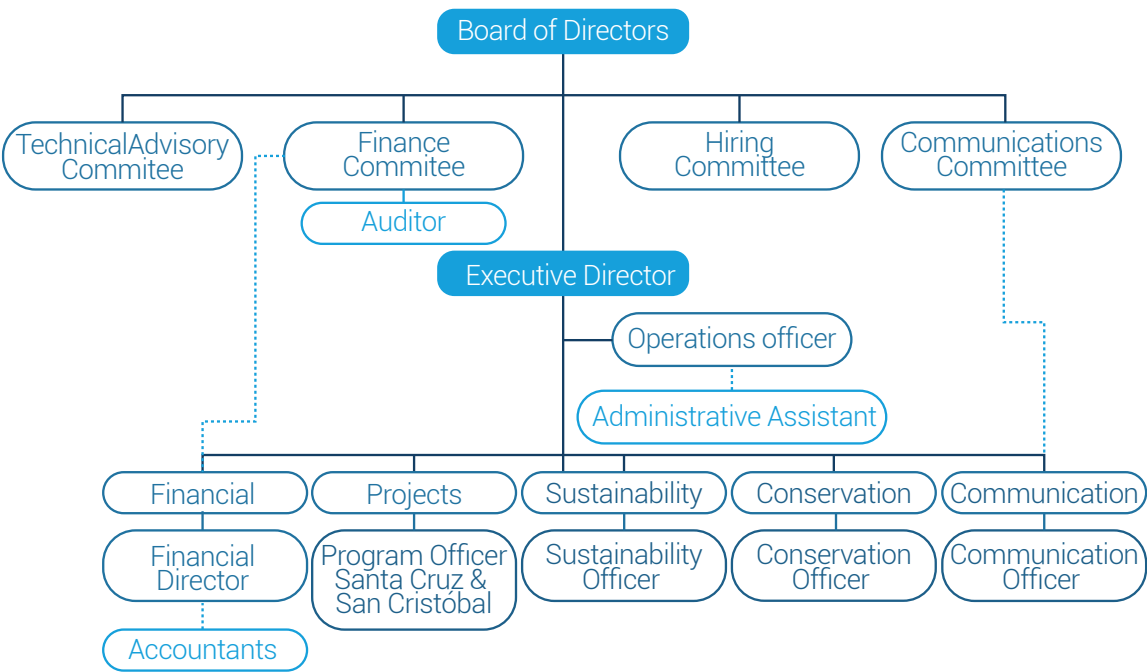 Board of Directors
TechnicalAdvisory
Commitee
Finance
Commitee
Hiring
Committee
Communications
Committee
Auditor
Executive Director
Operations officer
Administrative Assistant
Financial
Projects
Sustainability
Conservation
Communication
Financial
Director
Program Officer
Santa Cruz &
San Cristóbal
Sustainability
Officer
Conservation
Officer
Communication
Officer
Accountants